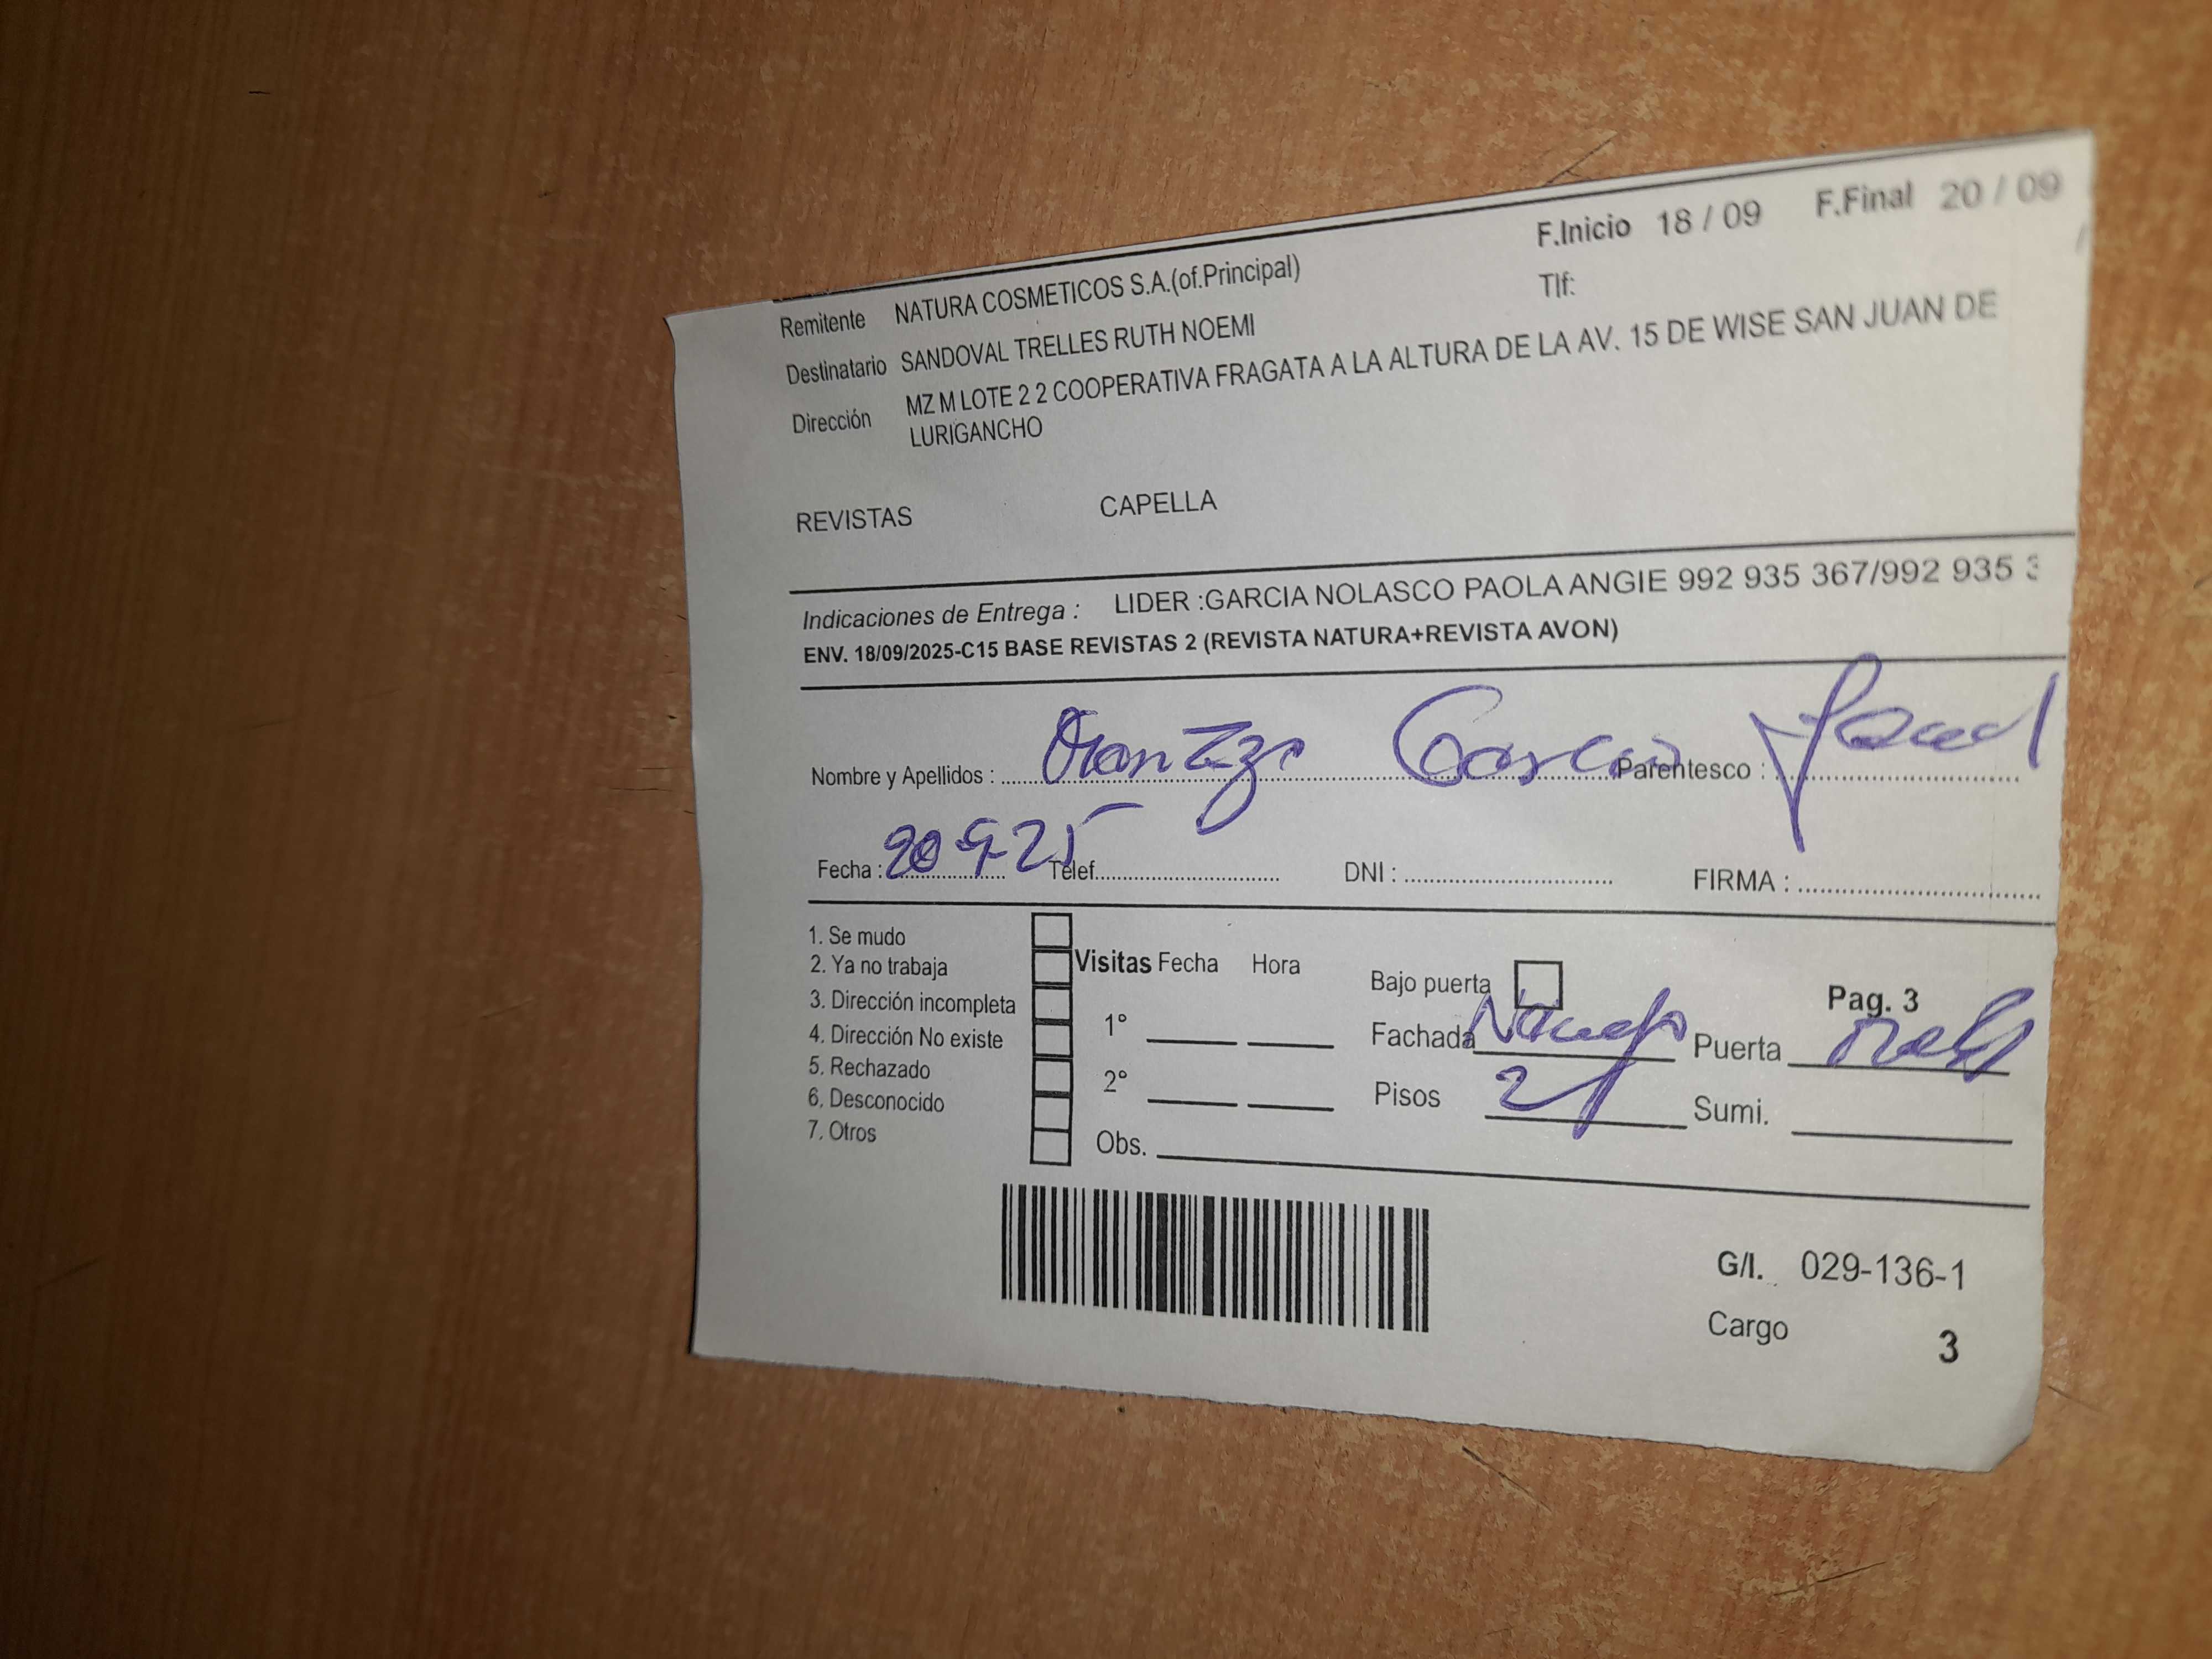 F.Inicio 18 / 09 F.Final 20 / 09
Remitente NATURA COSMETICOS S.A.(of.Principal) Tlf:
Destinatario SANDOVAL TRELLES RUTH NOEMI
Dirección MZ M LOTE 2 2 COOPERATIVA FRAGATA A LA ALTURA DE LA AV. 15 DE WISE SAN JUAN DE
LURIGANCHO
REVISTAS CAPELLA
Indicaciones de Entrega : LIDER :GARCIA NOLASCO PAOLA ANGIE 992 935 367/992 935 3
ENV. 18/09/2025-C15 BASE REVISTAS 2 (REVISTA NATURA+REVISTA AVON)
Nombre y Apellidos : Parentesco :
Fecha : 20-9-25 Telef. DNI : FIRMA :
1. Se mudo
2. Ya no trabaja Visitas Fecha Hora Bajo puerta
3. Dirección incompleta 1° Fachada Pag. 3
4. Dirección No existe Puerta
5. Rechazado 2° Pisos 2
6. Desconocido Sumi.
7. Otros Obs.
G/I. 029-136-1
Cargo 3